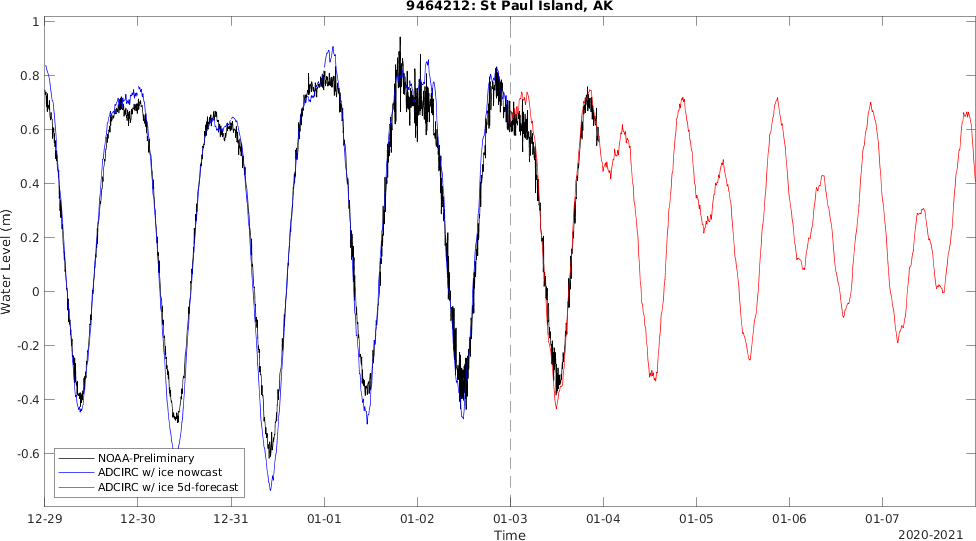 9464212: St Paul Island, AK
1
0.8
0.6
0.4
0.2
0
-0.2
-0.4
-0.6
Water Level (m)
NOAA-Preliminary
ADCIRC w/ ice nowcast
ADCIRC w/ ice 5d-forecast
12-29 12-30 12-31 01-01 01-02 01-03 01-04 01-05 01-06 01-07
Time
2020-2021